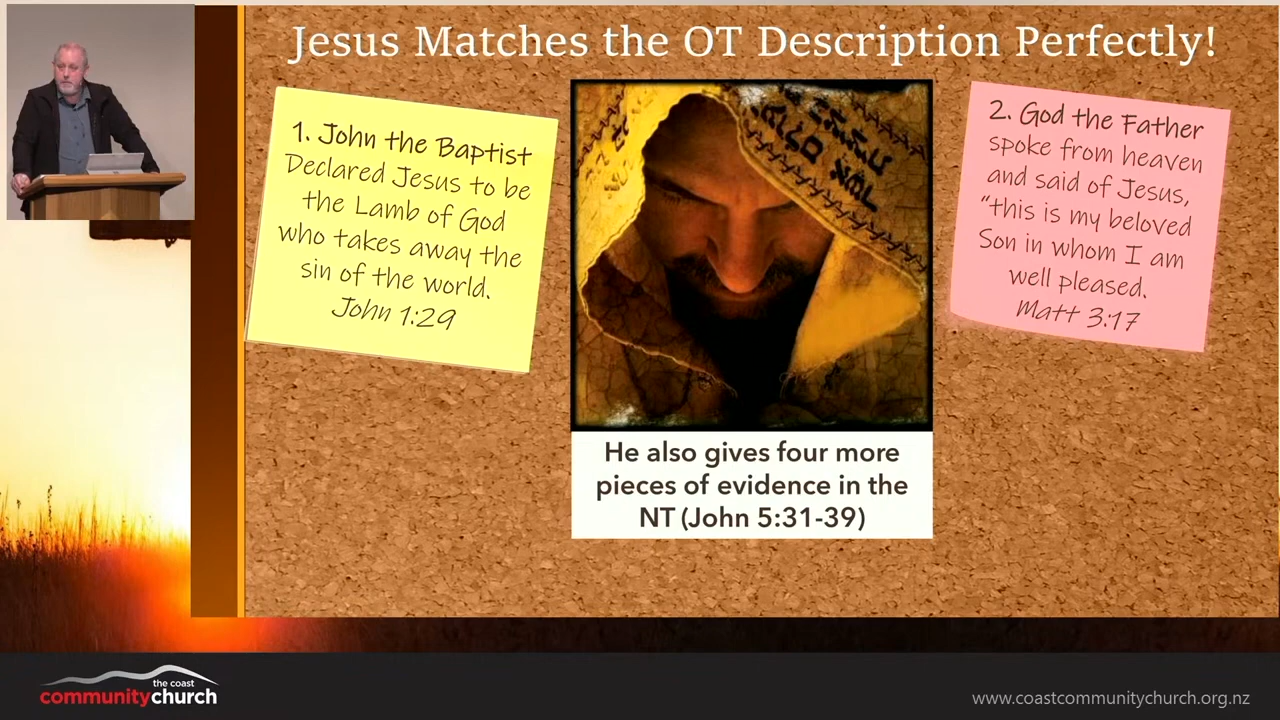 Jesus Matches the OT Description Perfectly!
1. John the Baptist
Declared Jesus to be
the Lamb of God
who takes away the
sin of the world.
John 1:29
2. God the Father
spoke from heaven
and said of Jesus,
“this is my beloved
Son in whom I am
well pleased.
Matt 3:17
He also gives four more
pieces of evidence in the
NT (John 5:31-39)
the coast
communitychurch
www.coastcommunitychurch.org.nz